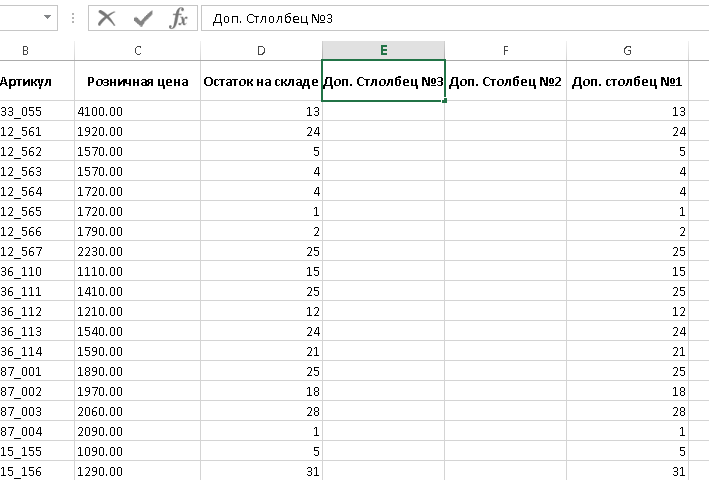 Доп. Стлолбец №3
B C D E F G
Артикул Розничная цена Остаток на складе Доп. Стлолбец №3 Доп. Столбец №2 Доп. столбец №1
33_055 4100.00 13 13
12_561 1920.00 24 24
12_562 1570.00 5 5
12_563 1570.00 4 4
12_564 1720.00 4 4
12_565 1720.00 1 1
12_566 1790.00 2 2
12_567 2230.00 25 25
36_110 1110.00 15 15
36_111 1410.00 25 25
36_112 1210.00 12 12
36_113 1540.00 24 24
36_114 1590.00 21 21
87_001 1890.00 25 25
87_002 1970.00 18 18
87_003 2060.00 28 28
87_004 2090.00 1 1
15_155 1090.00 5 5
15_156 1290.00 31 31